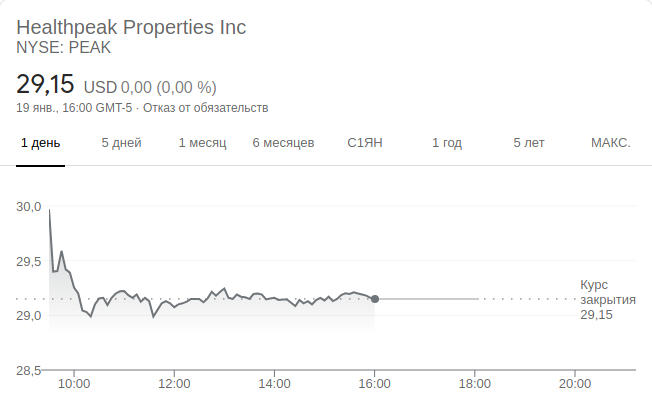 Healthpeak Properties Inc
NYSE: PEAK
29,15 USD 0,00 (0,00 %)
19 янв., 16:00 GMT-5 · Отказ от обязательств
1 день 5 дней 1 месяц 6 месяцев С1ЯН 1 год 5 лет МАКС.
30,0
29,5
Курс
закрытия
29,15
29,0
28,5
10:00 12:00 14:00 16:00 18:00 20:00